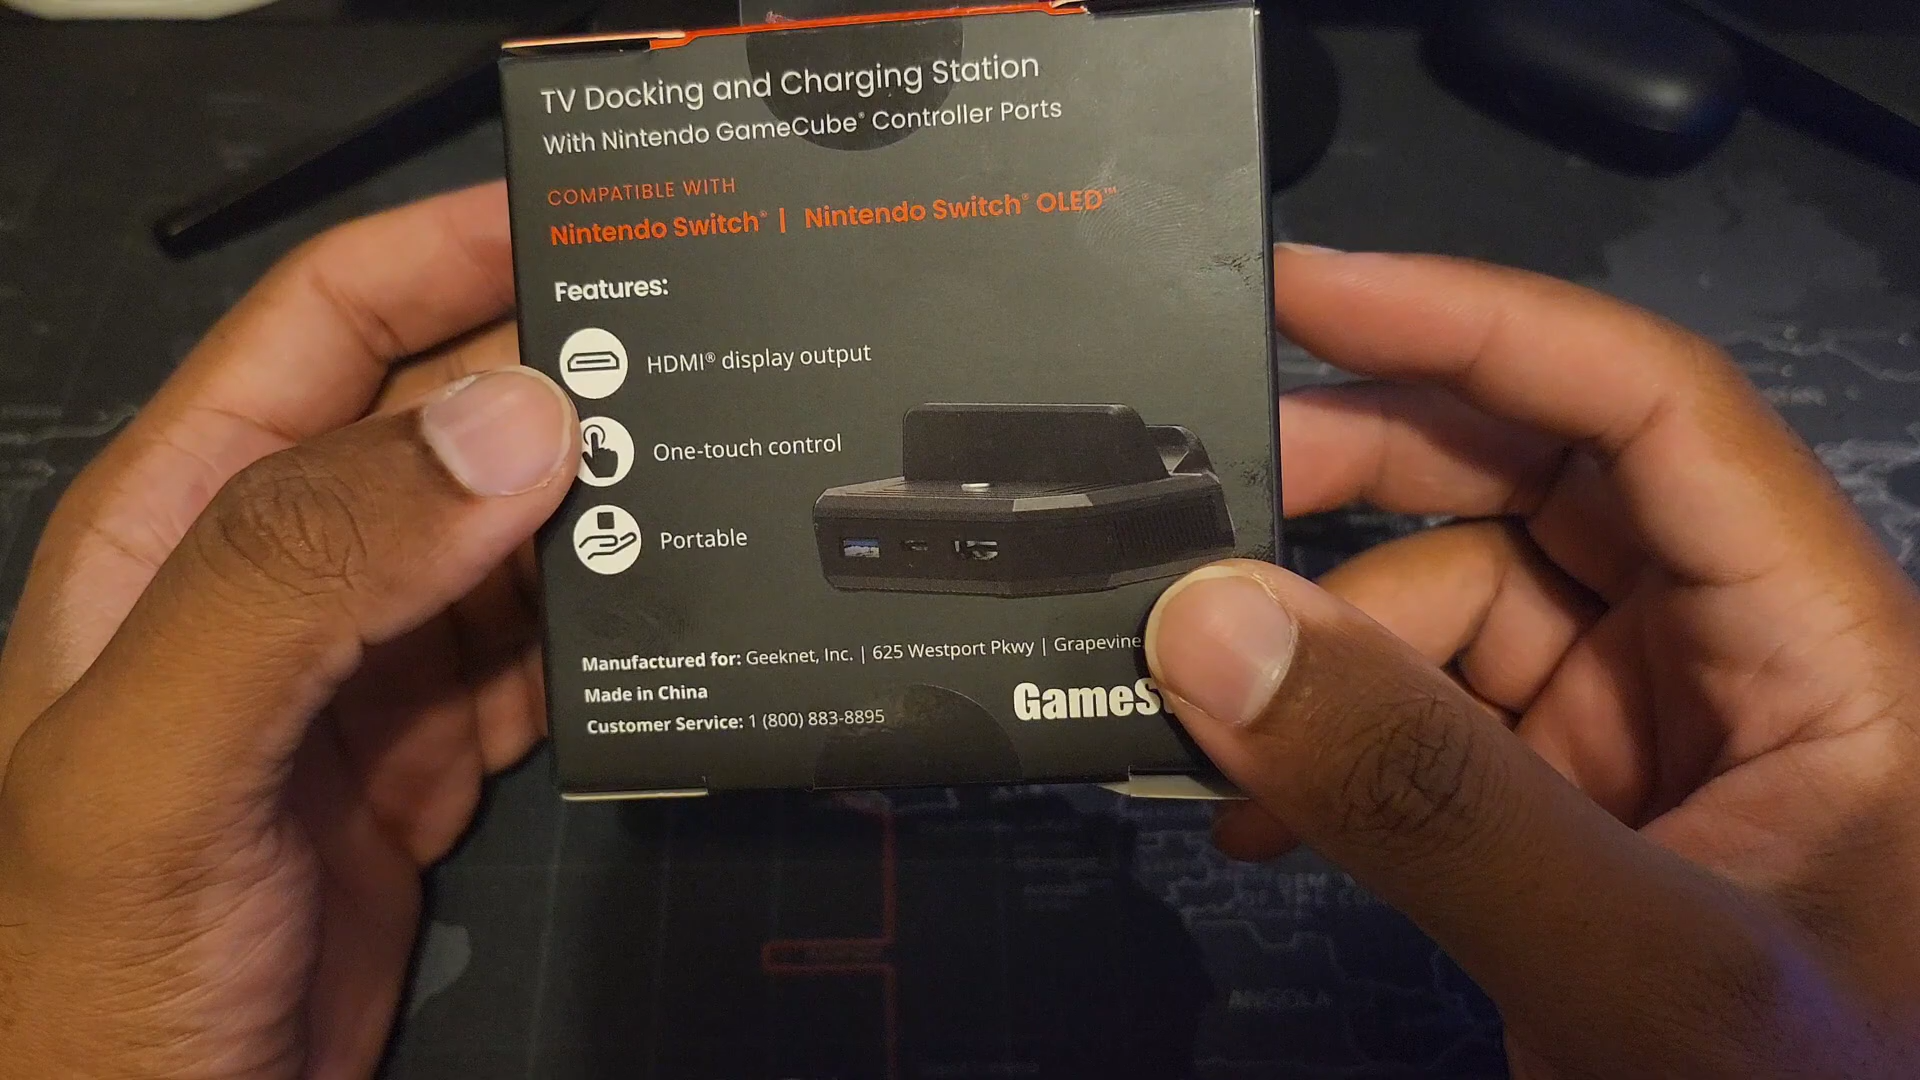 TV Docking and Charging Station
With Nintendo GameCube® Controller Ports
COMPATIBLE WITH
Nintendo Switch® | Nintendo Switch® OLED™
Features:
HDMI® display output
One-touch control
Portable
Manufactured for: Geeknet, Inc. | 625 Westport Pkwy | Grapevine
Made in China
Customer Service: 1 (800) 883-8895
GameS
ANGOLA